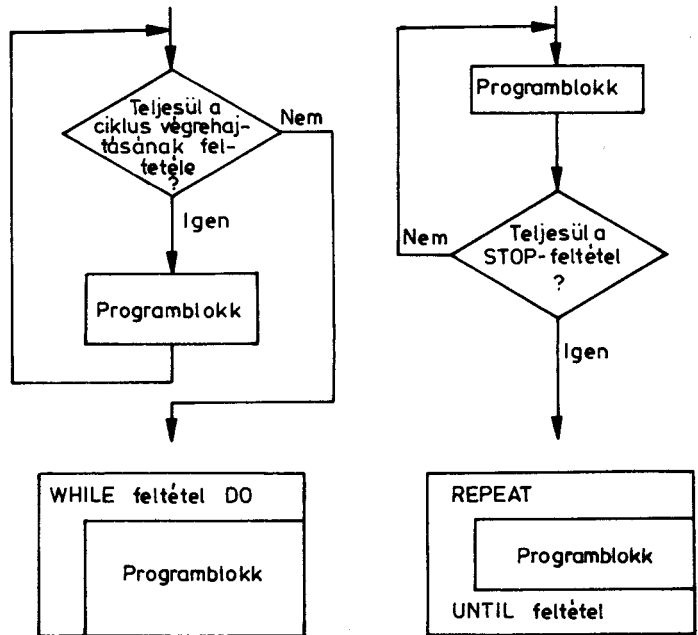 Teljesül a
ciklus végrehaj-
tásának fel-
tetéle
?
Nem
Igen
Programblokk
WHILE feltétel DO
Programblokk
Programblokk
Teljesül a
STOP-feltétel
?
Nem
Igen
REPEAT
Programblokk
UNTIL feltétel